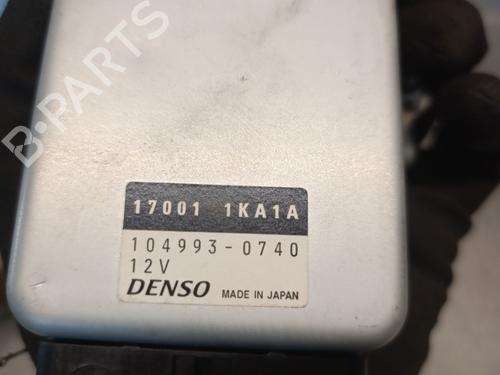 B-PARTS
17001 1KA1A
104993-0740
12V
DENSO MADE IN JAPAN